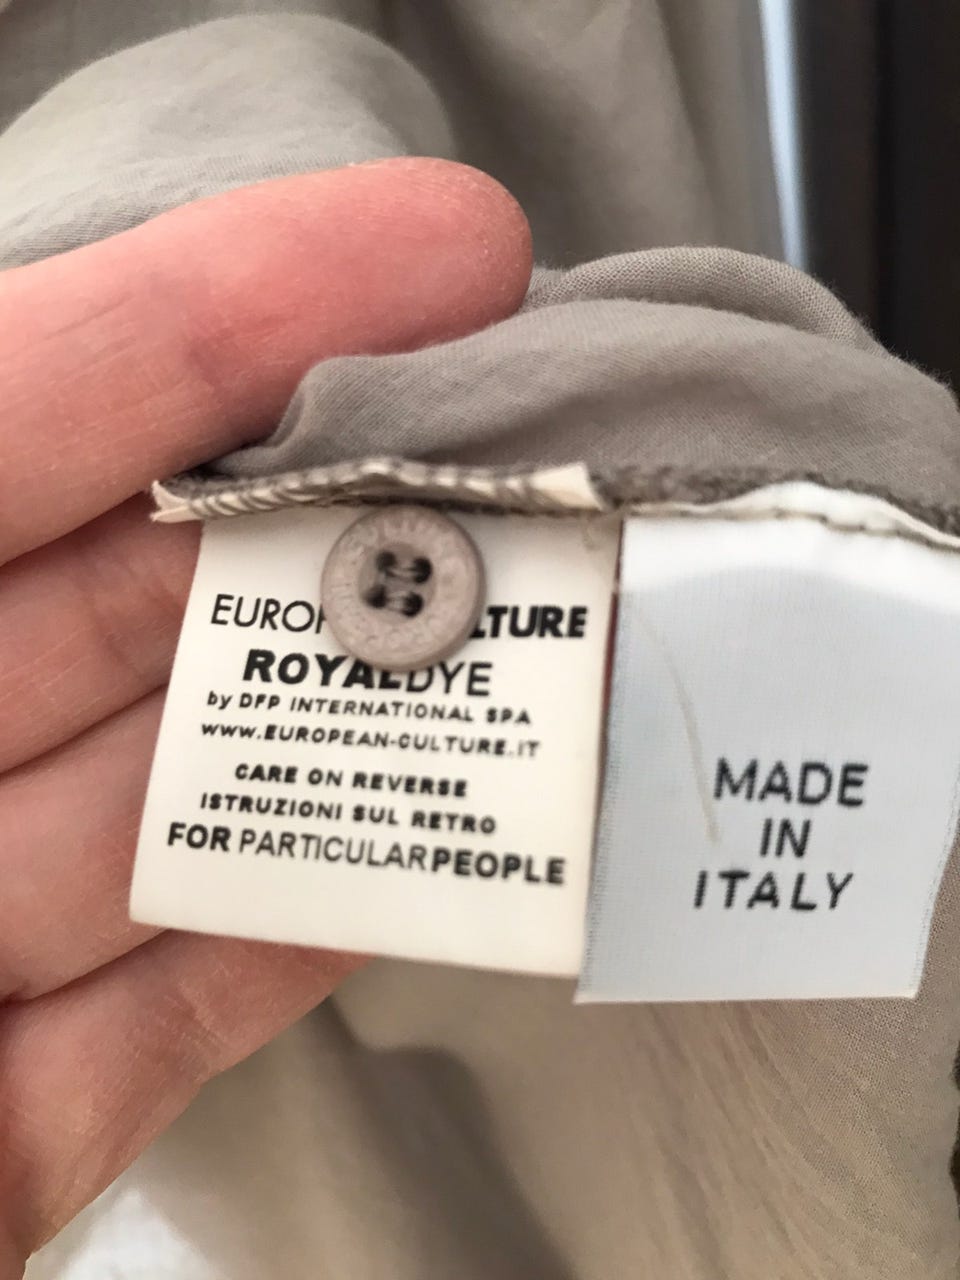 EUROP LTURE
ROYALDYE
by DFP INTERNATIONAL SPA
WWW.EUROPEAN-CULTURE.IT
CARE ON REVERSE
ISTRUZIONI SUL RETRO
FOR PARTICULARPEOPLE
MADE
IN
ITALY